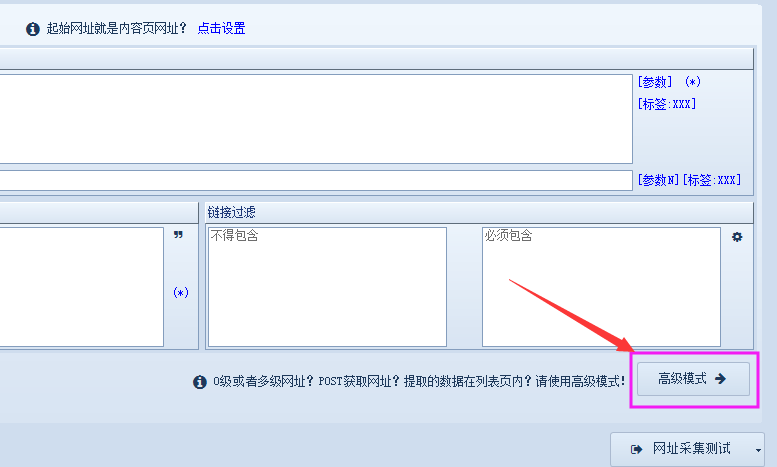 起始网址就是内容页网址? 点击设置
[参数] (*)
[标签:XXX]
[参数N][标签:XXX]
链接过滤
不得包含
必须包含
(*)
0级或者多级网址? POST获取网址? 提取的数据在列表页内? 请使用高级模式!
高级模式
网址采集测试